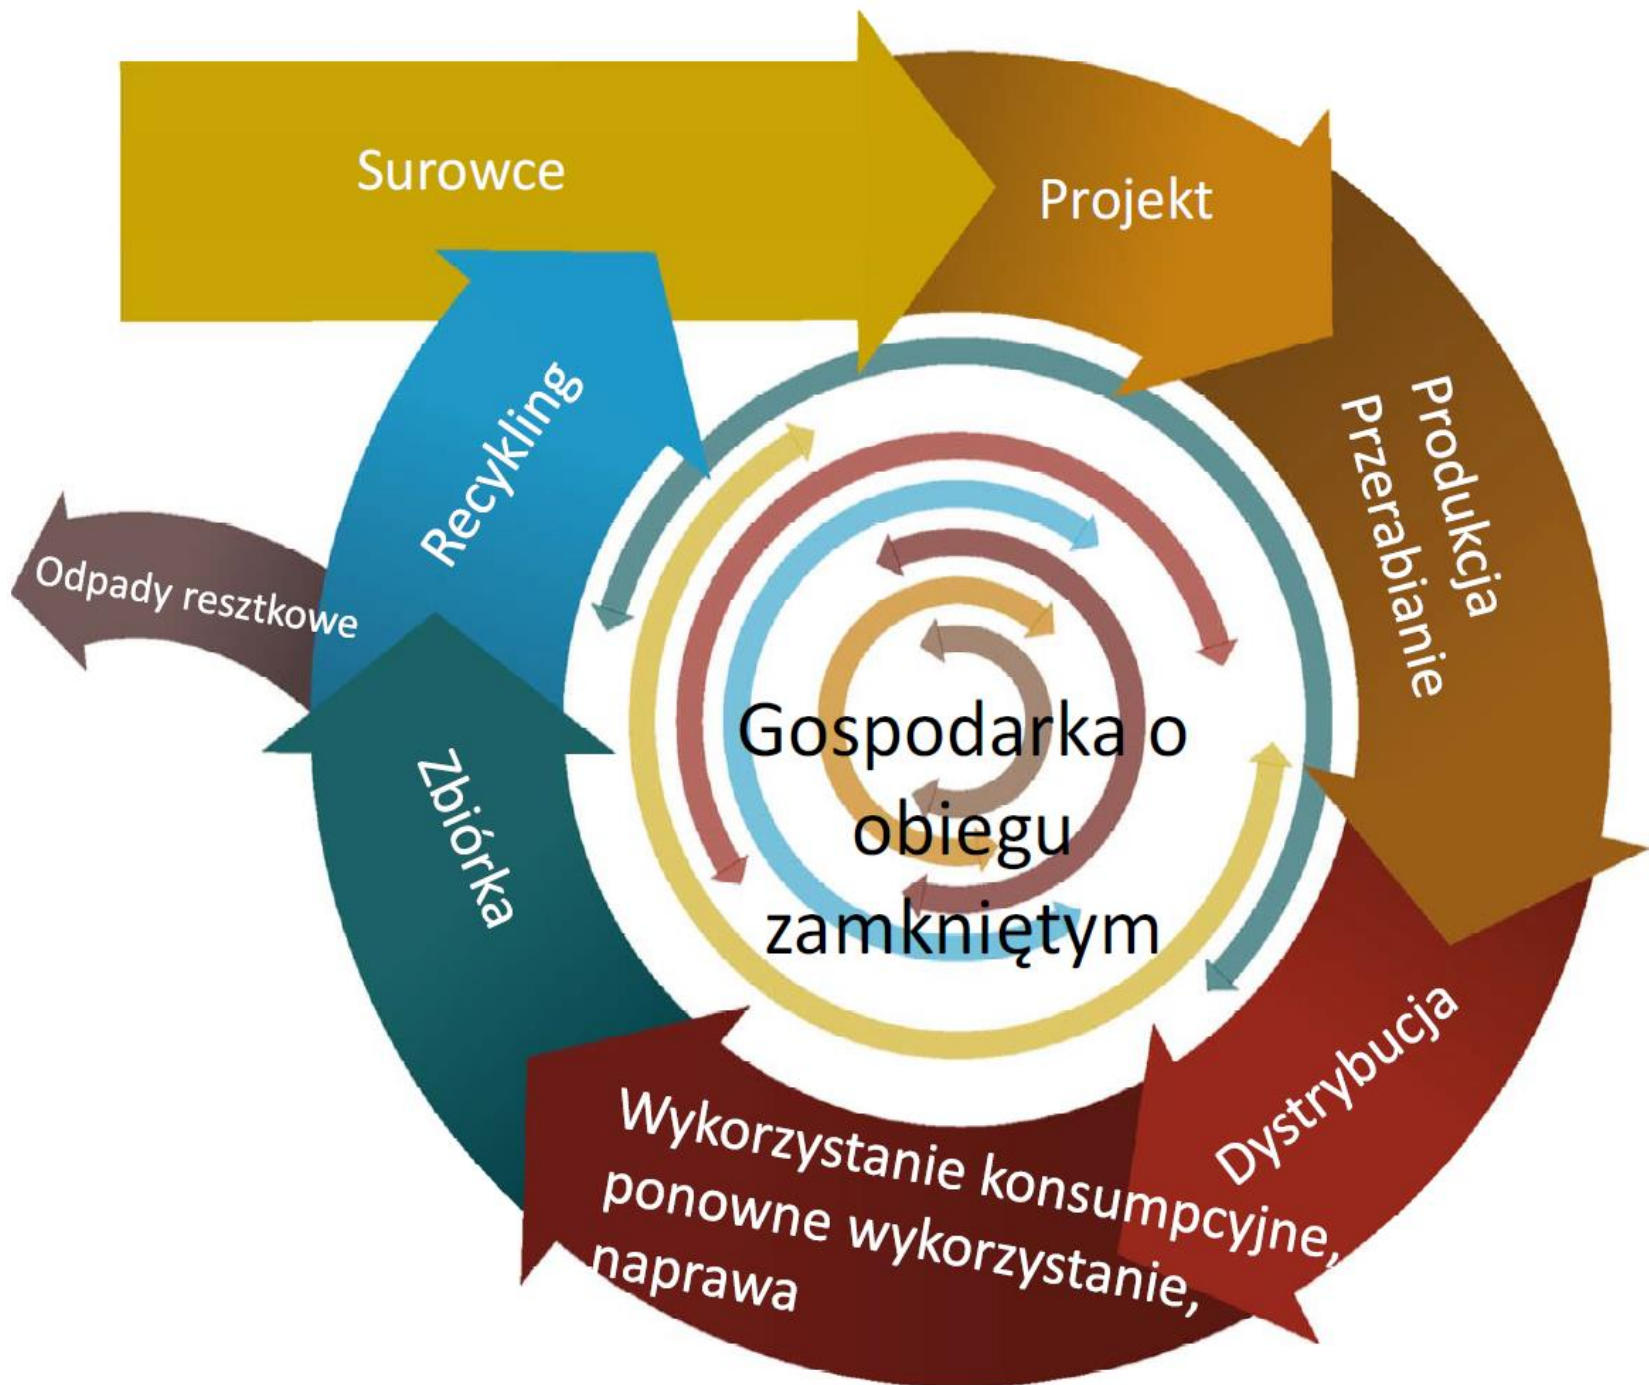 Surowce
Projekt
Produkcja
Przerabianie
Dystrybucja
Wykorzystanie konsumpcyjne,
ponowne wykorzystanie,
naprawa
Zbiórka
Recykling
Odpady resztkowe
Gospodarka o
obiegu
zamkniętym